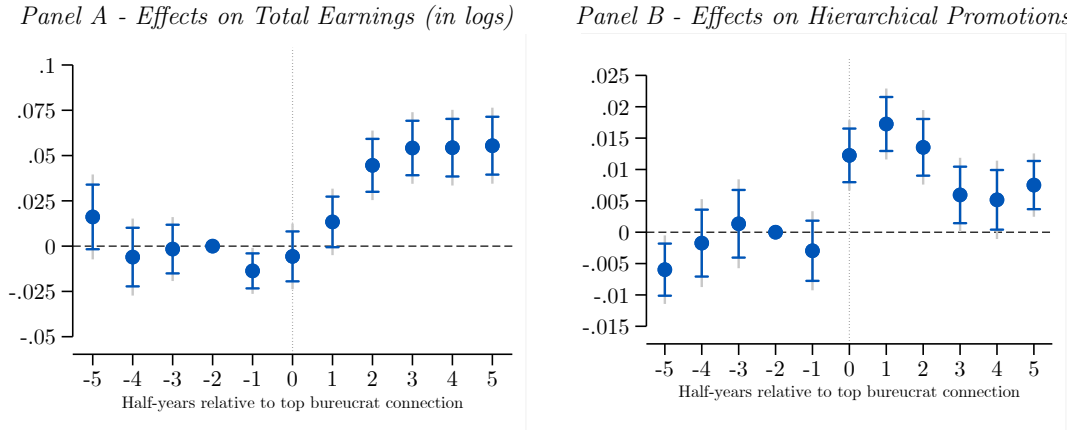 Panel A - Effects on Total Earnings (in logs)
.1
.075
.05
.025
0
-.025
-.05
-5 -4 -3 -2 -1 0 1 2 3 4 5
Half-years relative to top bureucrat connection
Panel B - Effects on Hierarchical Promotions
.025
.02
.015
.01
.005
0
-.005
-.01
-.015
-5 -4 -3 -2 -1 0 1 2 3 4 5
Half-years relative to top bureucrat connection